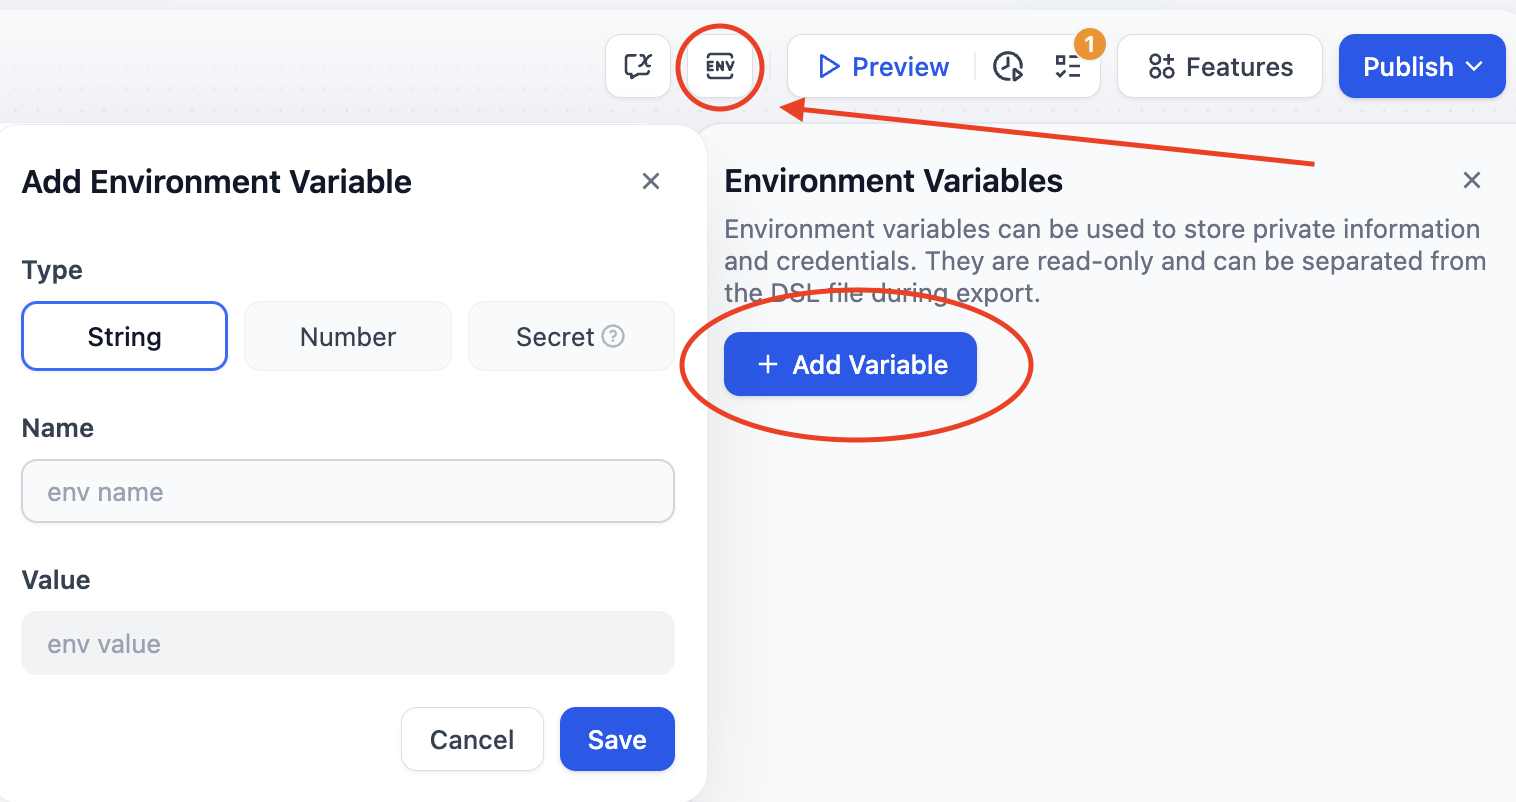 ENV
Preview
1
Features
Publish
Add Environment Variable
Type
String
Number
Secret
Name
env name
Value
env value
Cancel
Save
Environment Variables
Environment variables can be used to store private information
and credentials. They are read-only and can be separated from
the DSL file during export.
+ Add Variable